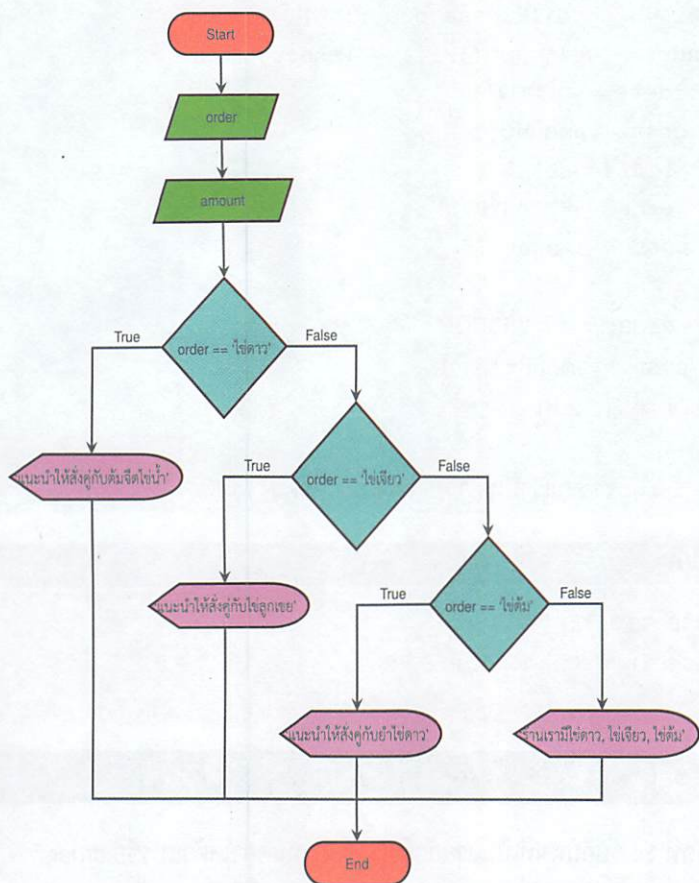 Start
order
amount
True
False
order == 'ไข่ดาว'
'แนะนำให้สั่งคู่กับต้มจืดไข่น้ำ'
True
False
order == 'ไข่เจียว'
'แนะนำให้สั่งคู่กับไข่ลูกเขย'
True
False
order == 'ไข่ต้ม'
'แนะนำให้สั่งคู่กับยำไข่ดาว'
'ร้านเรามีไข่ดาว, ไข่เจียว, ไข่ต้ม'
End